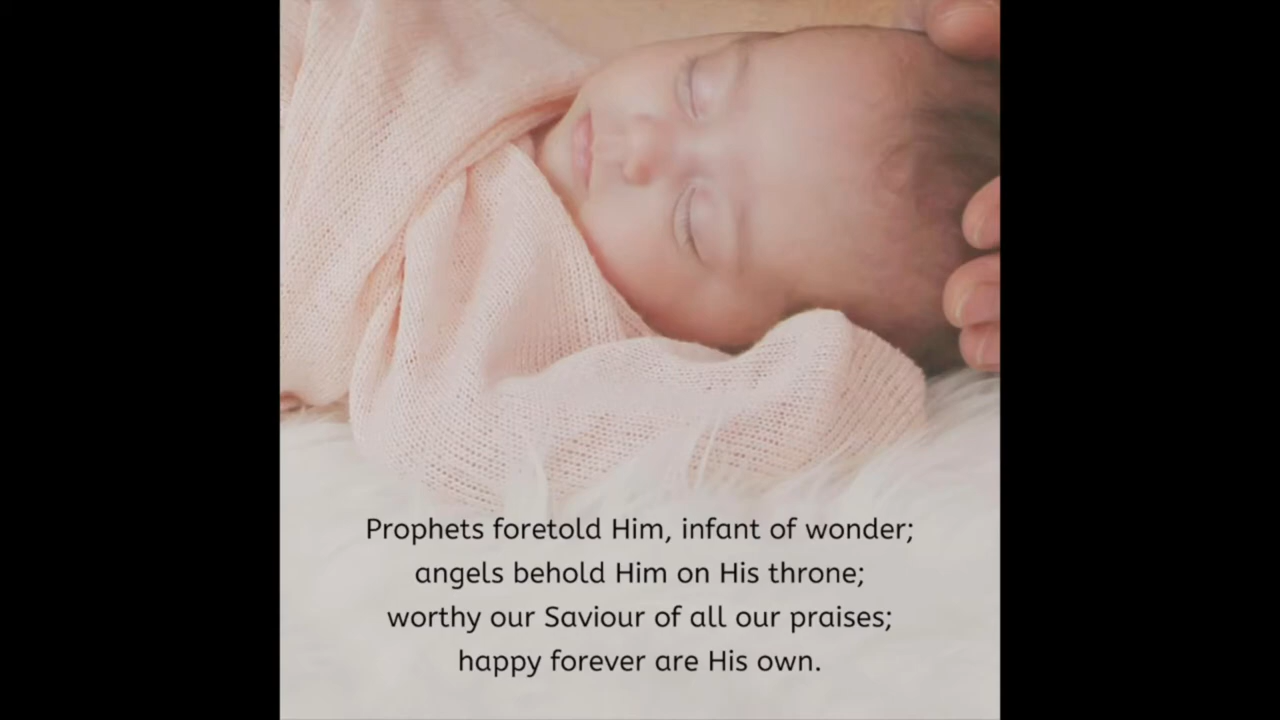 Prophets foretold Him, infant of wonder;
angels behold Him on His throne;
worthy our Saviour of all our praises;
happy forever are His own.